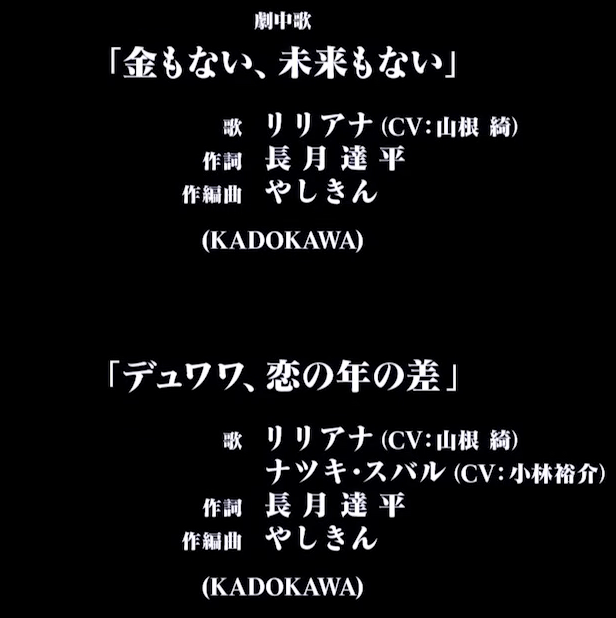 劇中歌
「金もない、未来もない」
歌 リリアナ (CV:山根 綺)
作詞 長月達平
作編曲 やしきん
(KADOKAWA)
「デュワワ、恋の年の差」
歌 リリアナ (CV:山根 綺)
ナツキ・スバル (CV:小林裕介)
作詞 長月達平
作編曲 やしきん
(KADOKAWA)